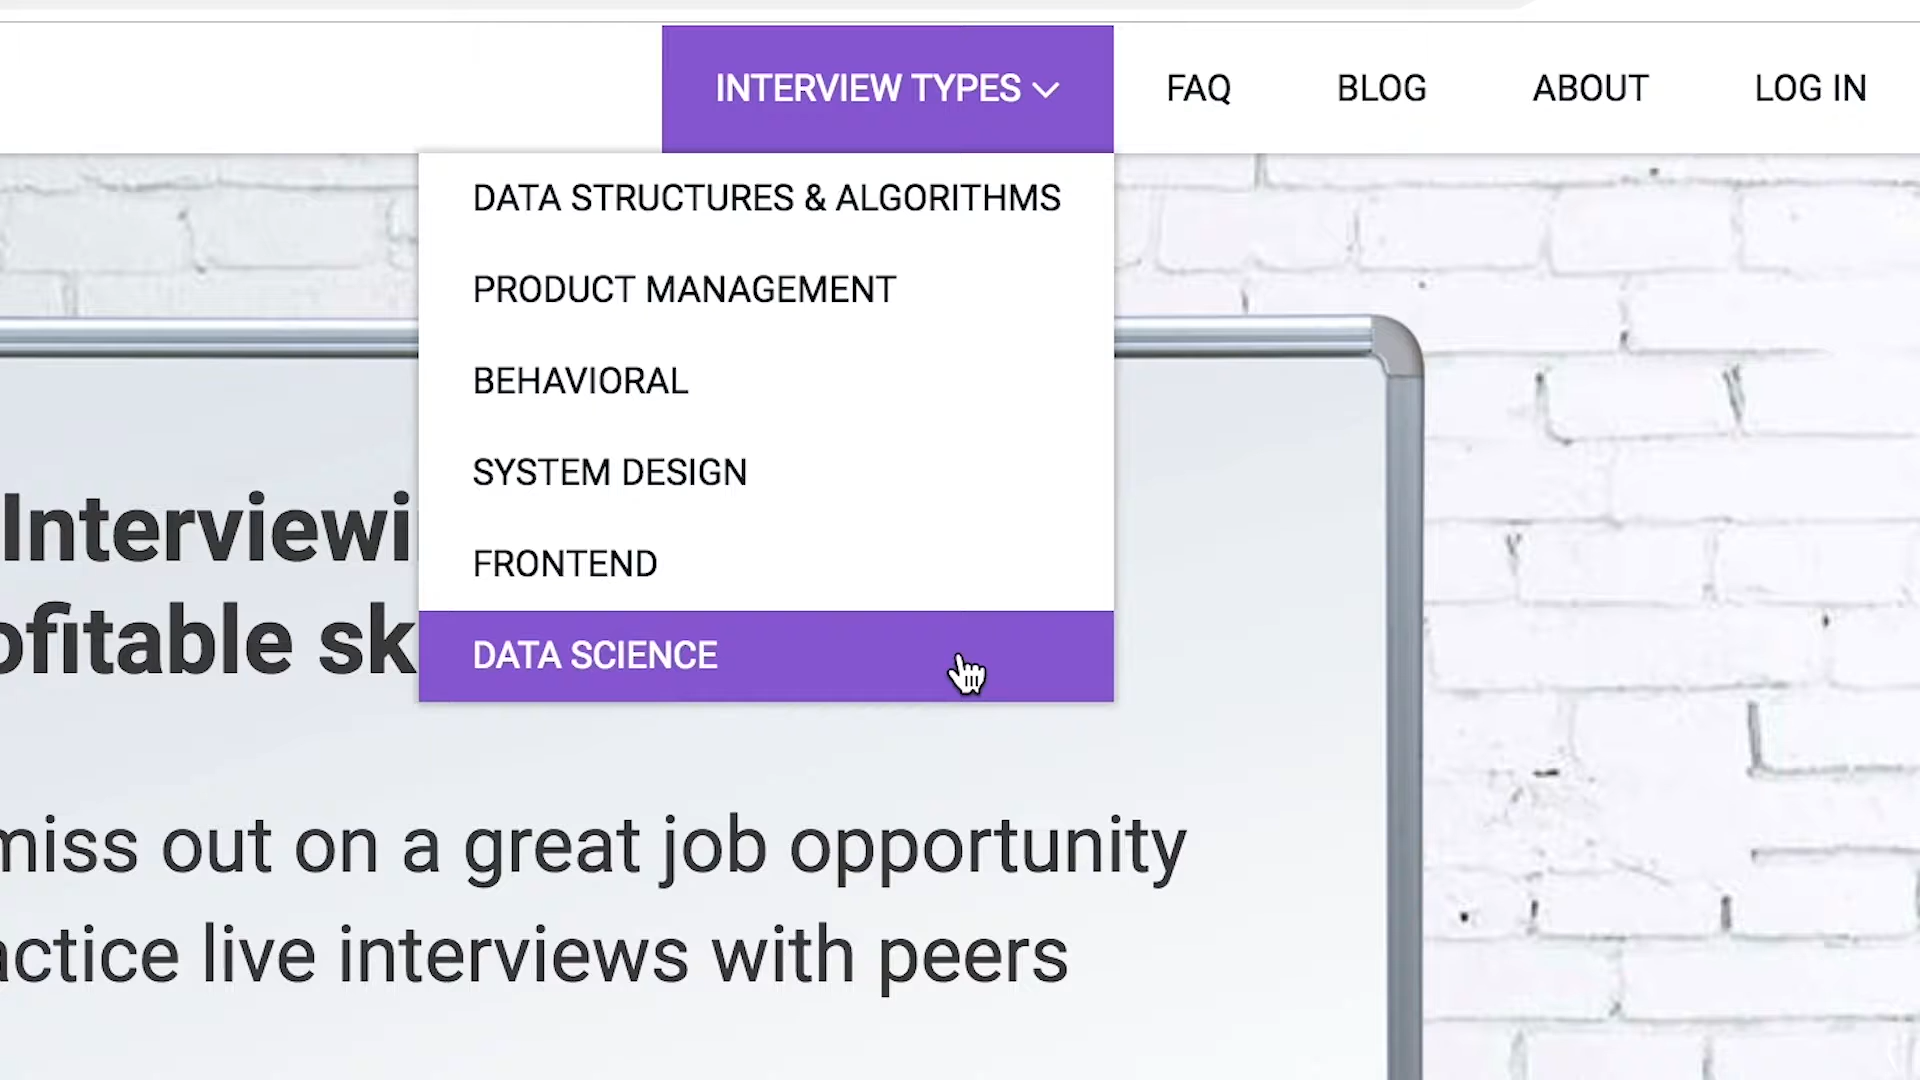 INTERVIEW TYPES FAQ BLOG ABOUT LOG IN
DATA STRUCTURES & ALGORITHMS
PRODUCT MANAGEMENT
BEHAVIORAL
SYSTEM DESIGN
FRONTEND
DATA SCIENCE
Interviewi
ofitable sk
miss out on a great job opportunity
actice live interviews with peers